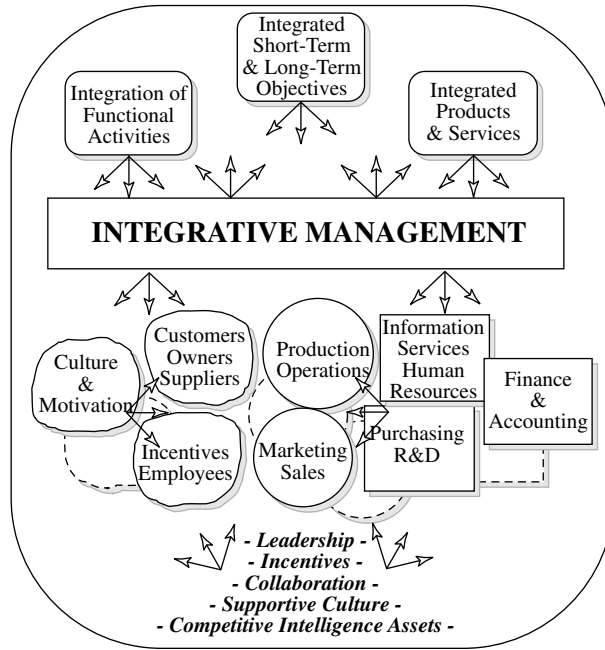 Integrated
Short-Term
& Long-Term
Objectives
Integration of
Functional
Activities
Integrated
Products
& Services
INTEGRATIVE MANAGEMENT
Culture
&
Motivation
Customers
Owners
Suppliers
Incentives
Employees
Production
Operations
Marketing
Sales
Information
Services
Human
Resources
Purchasing
R&D
Finance
&
Accounting
- Leadership -
- Incentives -
- Collaboration -
- Supportive Culture -
- Competitive Intelligence Assets -